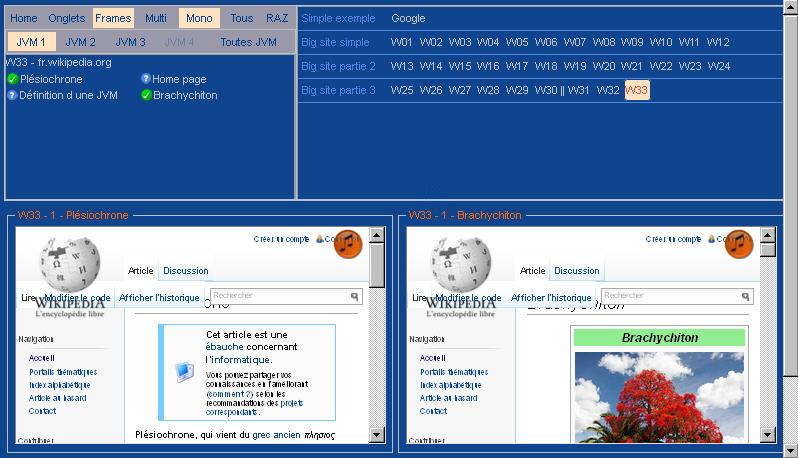 Home Onglets Frames Multi Mono Tous RAZ
JVM 1 JVM 2 JVM 3 JVM 4 Toutes JVM
W33 - fr.wikipedia.org
Plésiochrone Home page
Définition d une JVM Brachychiton
Simple exemple Google
Big site simple W01 W02 W03 W04 W05 W06 W07 W08 W09 W10 W11 W12
Big site partie 2 W13 W14 W15 W16 W17 W18 W19 W20 W21 W22 W23 W24
Big site partie 3 W25 W26 W27 W28 W29 W30 || W31 W32 W33
W33 - 1 - Plésiochrone
Créer un compte
Article Discussion
Lire Modifier le code Afficher l'historique Rechercher
WIKIPEDIA
L'encyclopédie libre
Navigation
Accueil
Portails thématiques
Index alphabétique
Article au hasard
Contact
Contribuer
Cet article est une
ébauche concernant
l'informatique.
Vous pouvez partager vos
connaissances en l'améliorant
(comment ?) selon les
recommandations des projets
correspondants.
Plésiochrone, qui vient du grec ancien πλησιος
W33 - 1 - Brachychiton
Créer un compte
Article Discussion
Lire Modifier le code Afficher l'historique Rechercher
WIKIPEDIA
L'encyclopédie libre
Brachychiton
Navigation
Accueil
Portails thématiques
Index alphabétique
Article au hasard
Contact
Contribuer
Brachychiton